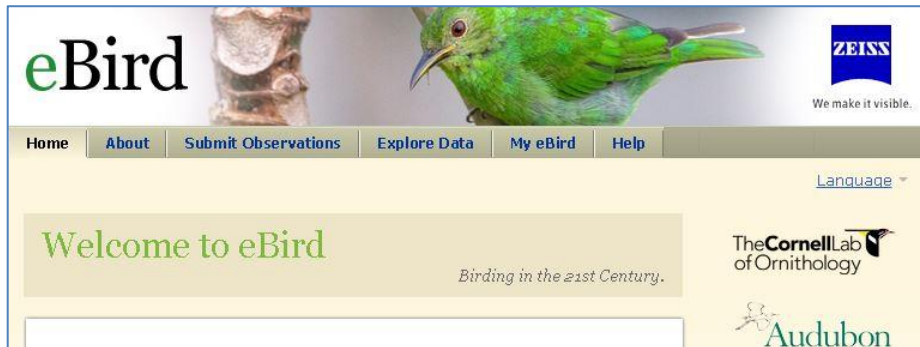 eBird
ZEISS
We make it visible.
Home About Submit Observations Explore Data My eBird Help
Language
Welcome to eBird
Birding in the 21st Century.
TheCornellLab
of Ornithology
Audubon